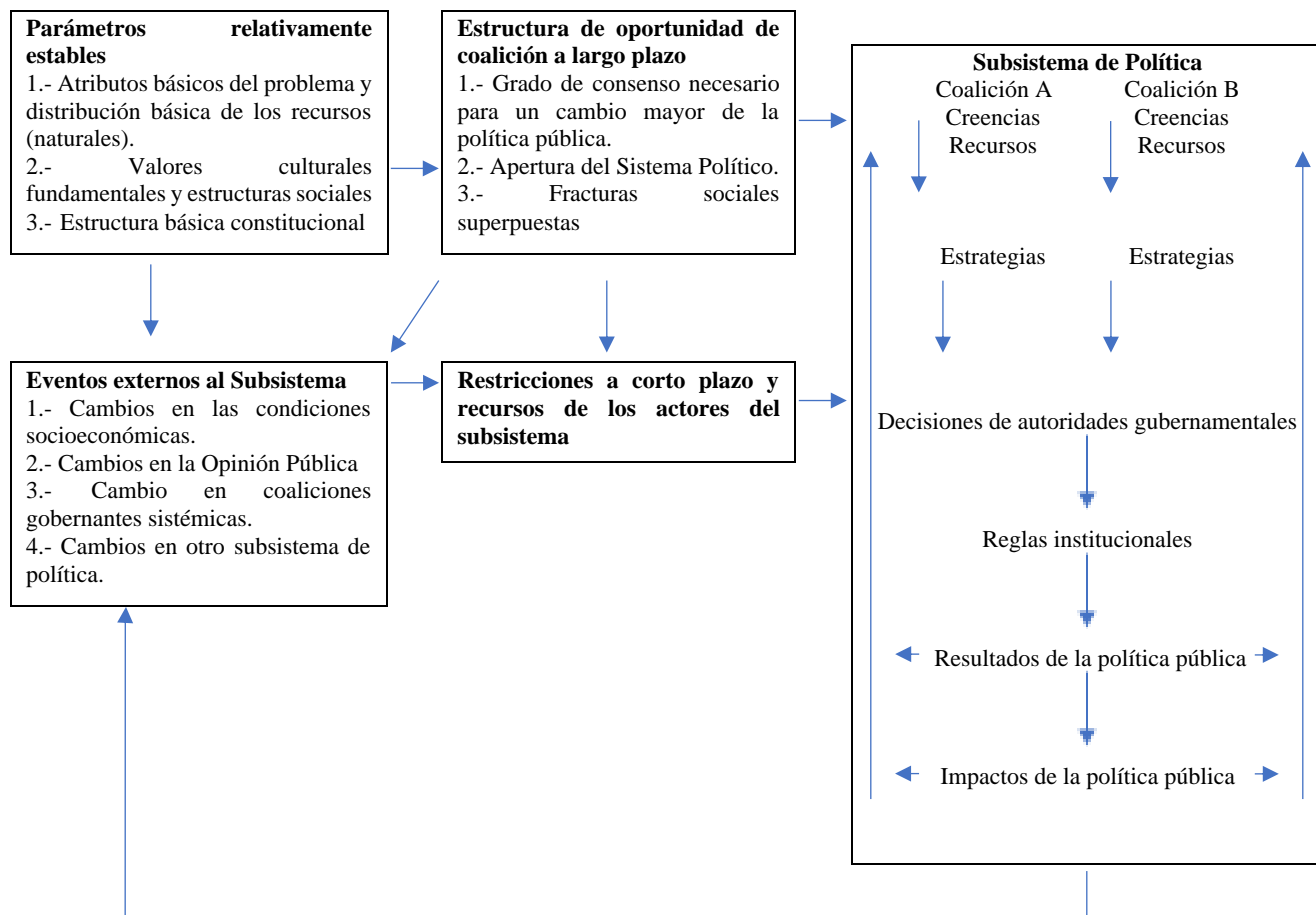 Parámetros relativamente
estables
1.- Atributos básicos del problema y
distribución básica de los recursos
(naturales).
2.- Valores culturales
fundamentales y estructuras sociales
3.- Estructura básica constitucional
Estructura de oportunidad de
coalición a largo plazo
1.- Grado de consenso necesario
para un cambio mayor de la
política pública.
2.- Apertura del Sistema Político.
3.- Fracturas sociales
superpuestas
Eventos externos al Subsistema
1.- Cambios en las condiciones
socioeconómicas.
2.- Cambios en la Opinión Pública
3.- Cambio en coaliciones
gobernantes sistémicas.
4.- Cambios en otro subsistema de
política.
Restricciones a corto plazo y
recursos de los actores del
subsistema
Subsistema de Política
Coalición A Coalición B
Creencias Creencias
Recursos Recursos
Estrategias Estrategias
Decisiones de autoridades gubernamentales
Reglas institucionales
Resultados de la política pública
Impactos de la política pública